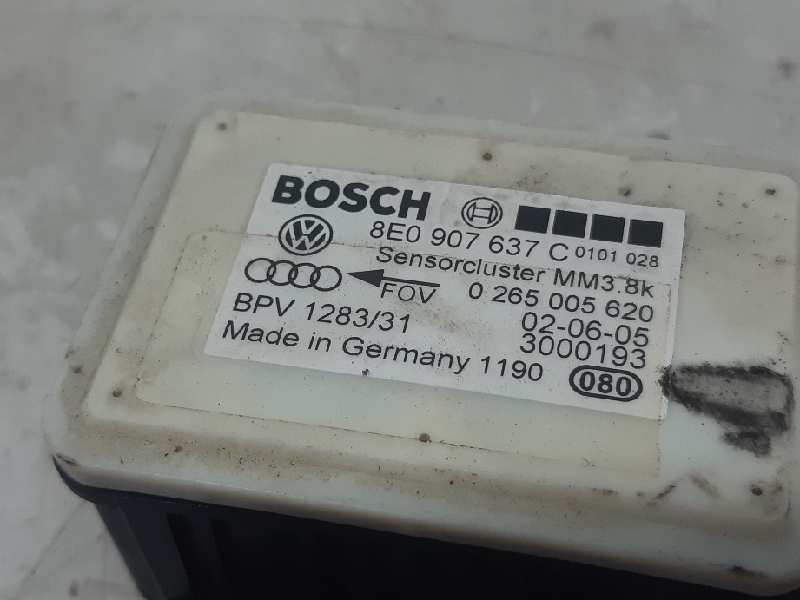 BOSCH
8E0 907 637 C 0101 028
Sensorcluster MM3.8k
FOV 0 265 005 620
BPV 1283/31 02-06-05
3000193
Made in Germany 1190 080